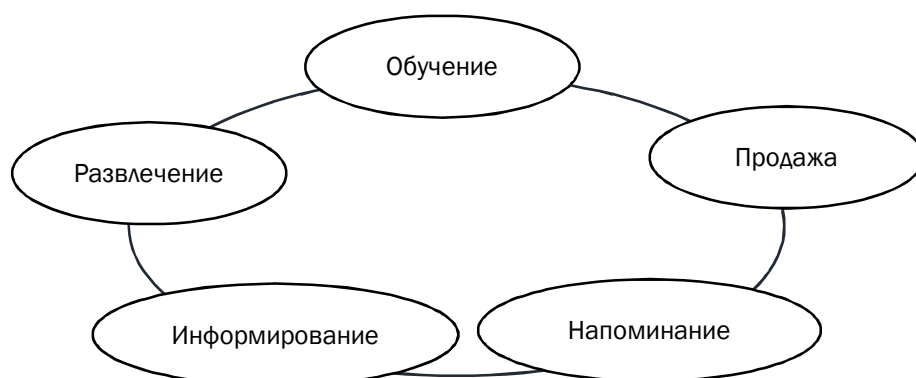 Обучение
Развлечение
Продажа
Информирование
Напоминание